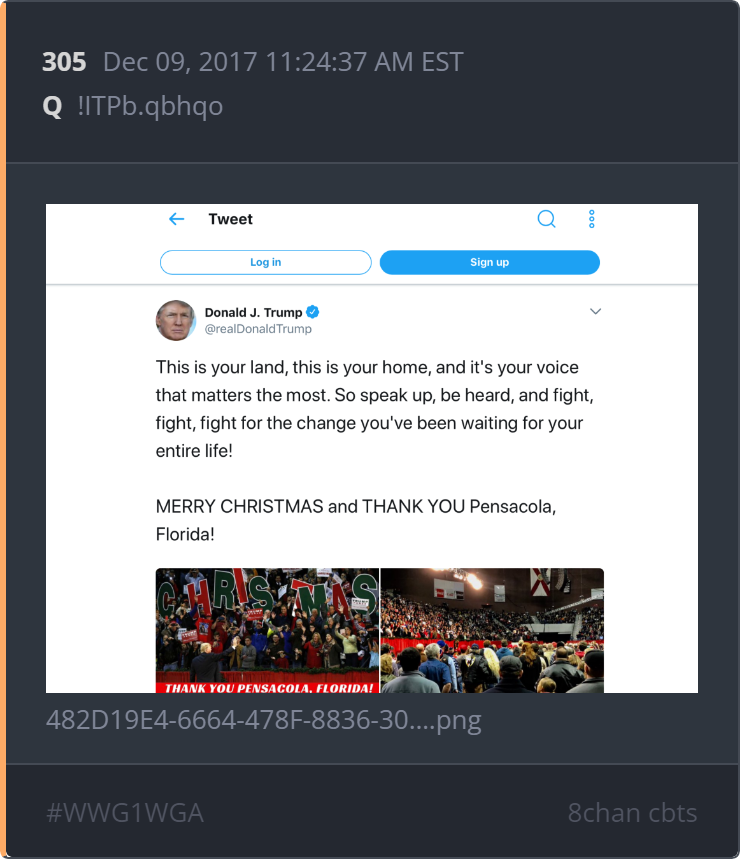 305 Dec 09, 2017 11:24:37 AM EST
Q !ITPb.qbhqo
Tweet
Log in Sign up
Donald J. Trump
@realDonaldTrump
This is your land, this is your home, and it's your voice
that matters the most. So speak up, be heard, and fight,
fight, fight for the change you've been waiting for your
entire life!
MERRY CHRISTMAS and THANK YOU Pensacola,
Florida!
CHRISTMAS
THANK YOU PENSACOLA, FLORIDA!
482D19E4-6664-478F-8836-30....png
#WWG1WGA 8chan cbts